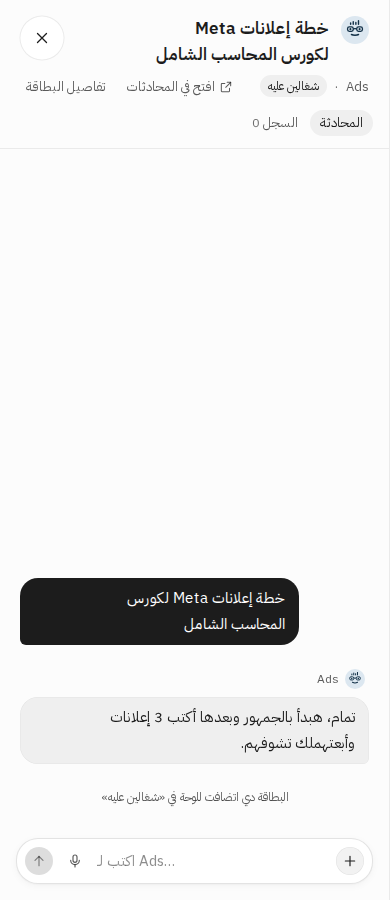 خطة إعلانات Meta
لكورس المحاسب الشامل
Ads · شغالين عليه افتح في المحادثات تفاصيل البطاقة
المحادثة السجل 0
خطة إعلانات Meta لكورس
المحاسب الشامل
Ads
تمام، هبدأ بالجمهور وبعدها أكتب 3 إعلانات
وأبعتهملك تشوفهم.
البطاقة دي اتضافت للوحة في «شغالين عليه»
اكتب لـ Ads...